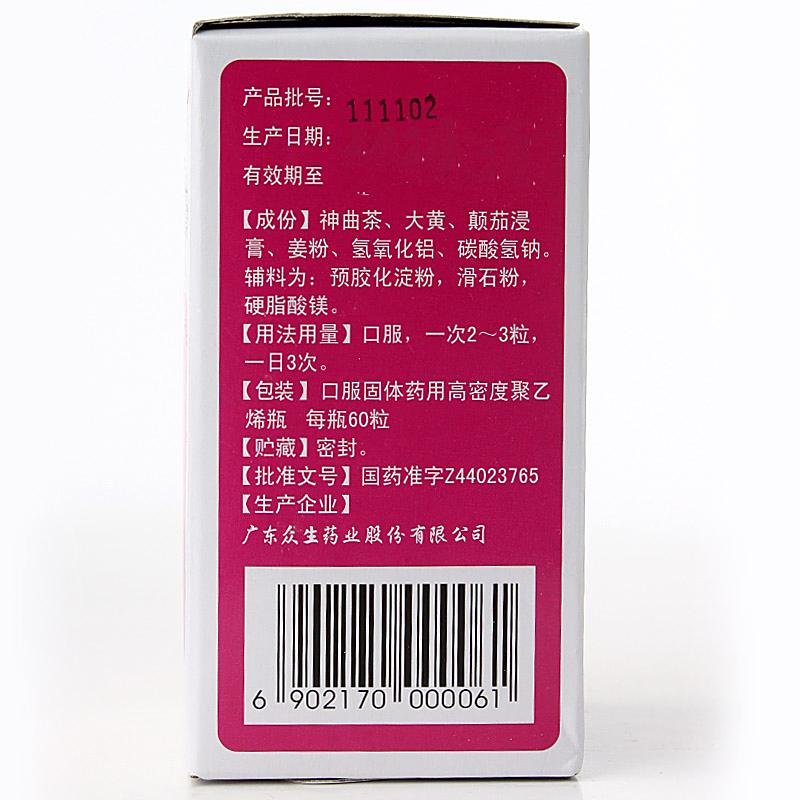 产品批号：111102
生产日期：
有效期至
【成份】神曲茶、大黄、颠茄浸
膏、姜粉、氢氧化铝、碳酸氢钠。
辅料为：预胶化淀粉，滑石粉，
硬脂酸镁。
【用法用量】口服，一次2～3粒，
一日3次。
【包装】口服固体药用高密度聚乙
烯瓶 每瓶60粒
【贮藏】密封。
【批准文号】国药准字Z44023765
【生产企业】
广东众生药业股份有限公司
6 902170 000061